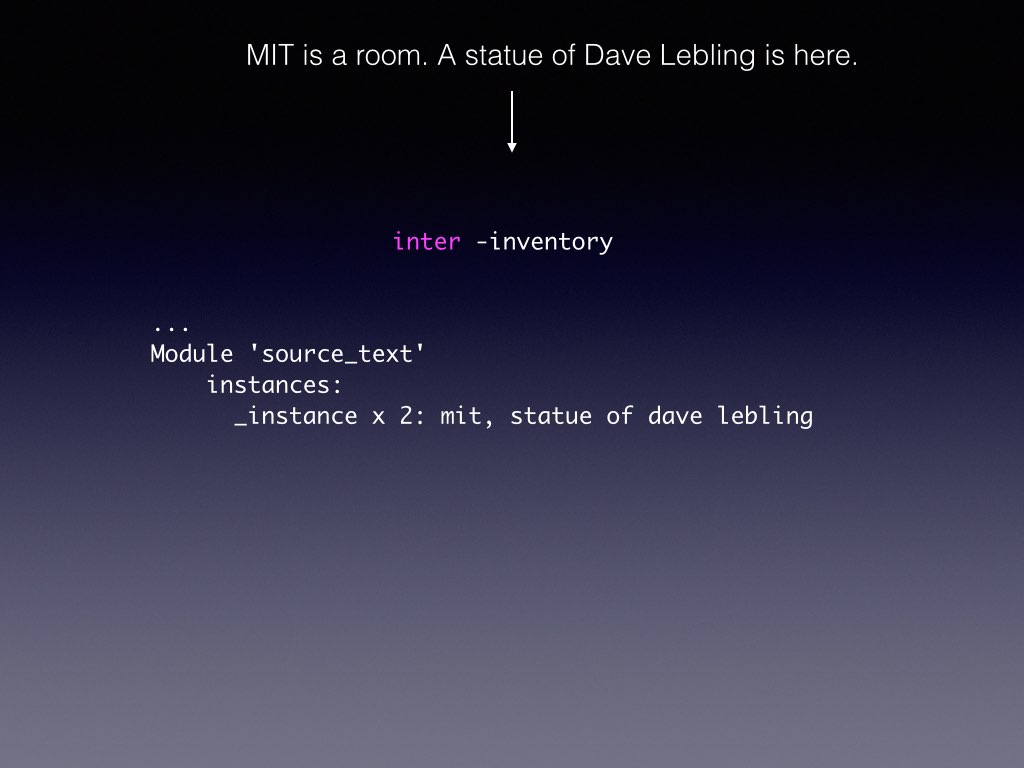 MIT is a room. A statue of Dave Lebling is here.
inter -inventory
...
Module 'source_text'
    instances:
      _instance x 2: mit, statue of dave lebling